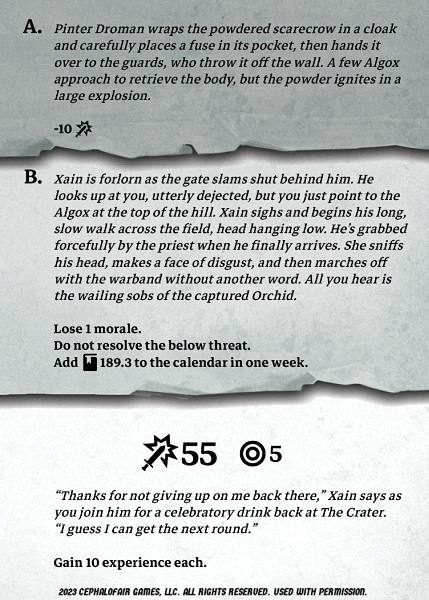 A. Pinter Droman wraps the powdered scarecrow in a cloak
and carefully places a fuse in its pocket, then hands it
over to the guards, who throw it off the wall. A few Algox
approach to retrieve the body, but the powder ignites in a
large explosion.
-10
B. Xain is forlorn as the gate slams shut behind him. He
looks up at you, utterly dejected, but you just point to the
Algox at the top of the hill. Xain sighs and begins his long,
slow walk across the field, head hanging low. He's grabbed
forcefully by the priest when he finally arrives. She sniffs
his head, makes a face of disgust, and then marches off
with the warband without another word. All you hear is
the wailing sobs of the captured Orchid.
Lose 1 morale.
Do not resolve the below threat.
Add 189.3 to the calendar in one week.
55 5
“Thanks for not giving up on me back there,” Xain says as
you join him for a celebratory drink back at The Crater.
“I guess I can get the next round.”
Gain 10 experience each.
2023 CEPHALOFAIR GAMES, LLC. ALL RIGHTS RESERVED. USED WITH PERMISSION.